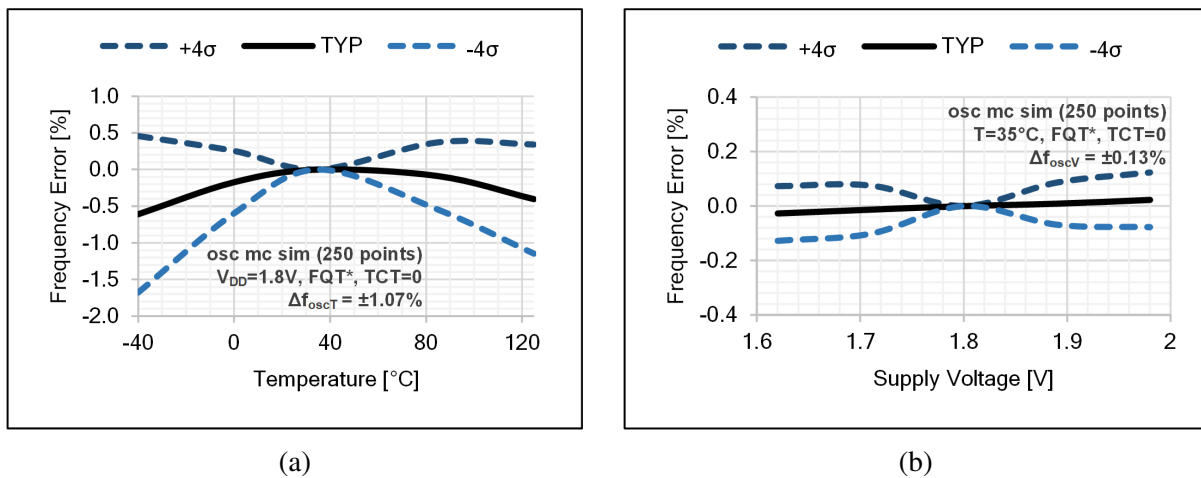 +4σ TYP -4σ
Frequency Error [%]
1.0
0.5
0.0
-0.5
-1.0
-1.5
-2.0
osc mc sim (250 points)
VDD=1.8V, FQT*, TCT=0
ΔfoscT = ±1.07%
-40 0 40 80 120
Temperature [°C]
(a)
+4σ TYP -4σ
Frequency Error [%]
0.4
0.2
0.0
-0.2
-0.4
osc mc sim (250 points)
T=35°C, FQT*, TCT=0
ΔfoscV = ±0.13%
1.6 1.7 1.8 1.9 2
Supply Voltage [V]
(b)